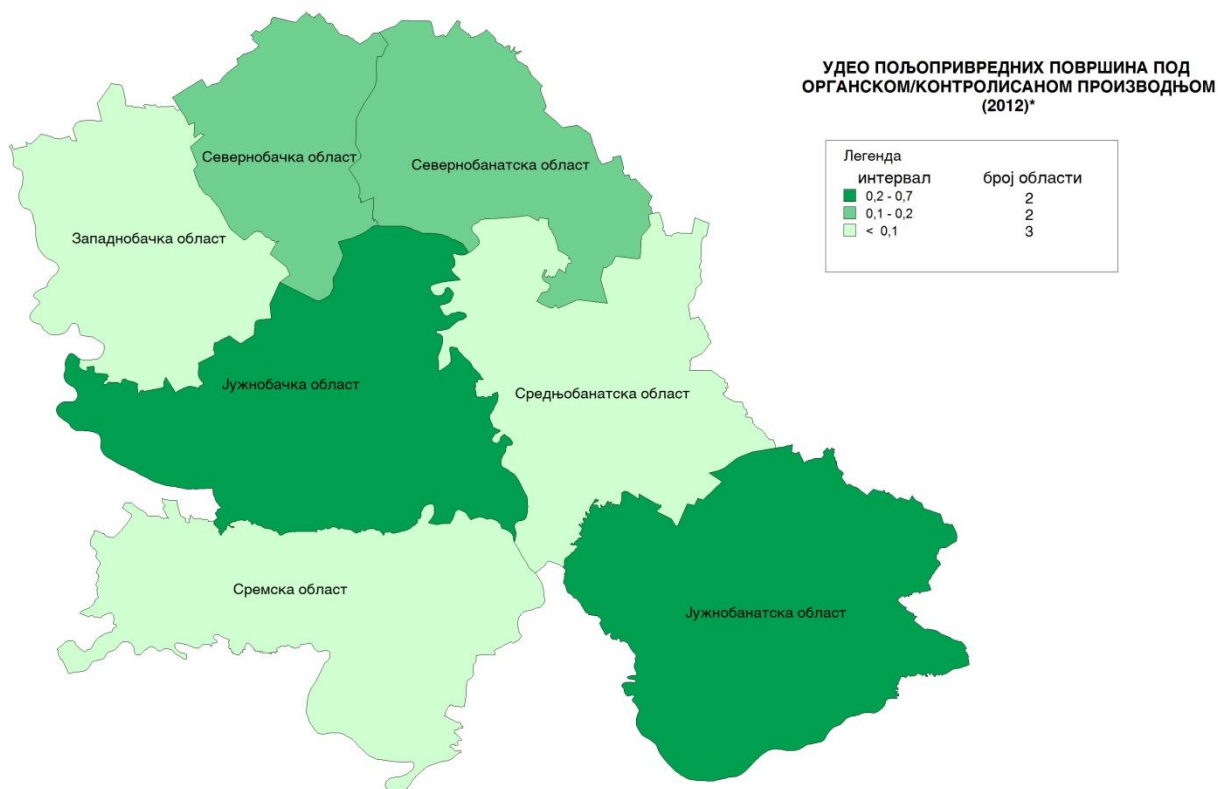 УДЕО ПОЉОПРИВРЕДНИХ ПОВРШИНА ПОД
ОРГАНСКОМ/КОНТРОЛИСАНОМ ПРОИЗВОДЊОМ
(2012)*
Легенда
интервал број области
0,2 - 0,7 2
0,1 - 0,2 2
< 0,1 3
Севернобачка област
Севернобанатска област
Западнобачка област
Јужнобачка област
Средњобанатска област
Сремска област
Јужнобанатска област